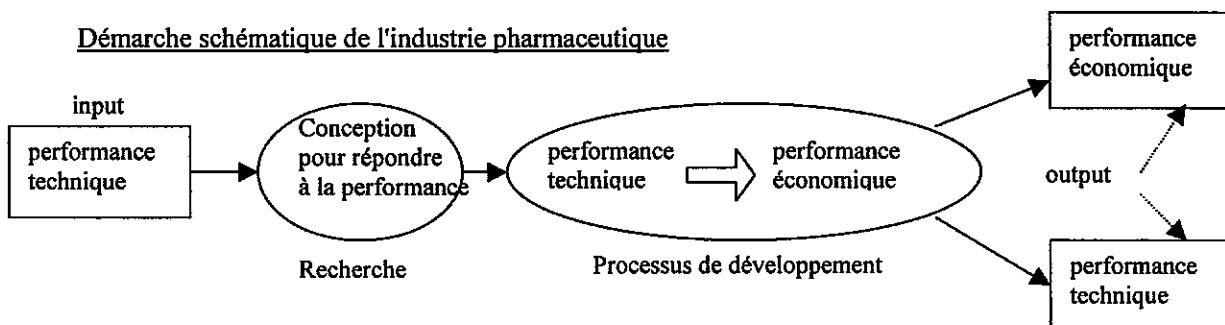 Démarche schématique de l'industrie pharmaceutique
input
performance
technique
Conception
pour répondre
à la performance
Recherche
performance
technique
performance
économique
Processus de développement
performance
économique
output
performance
technique